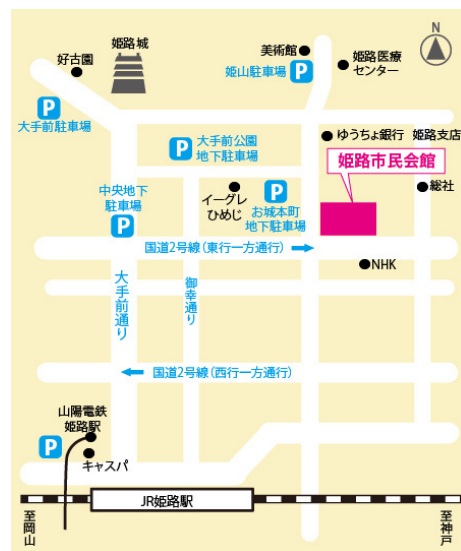 N
好古園
姫路城
美術館
姫路医療
センター
姫山駐車場
P
P
大手前駐車場
P
大手前公園
地下駐車場
ゆうちょ銀行 姫路支店
姫路市民会館
中央地下
駐車場
P
イーグレ
ひめじ
P
お城本町
地下駐車場
総社
国道2号線(東行一方通行)
NHK
大手前通り
御幸通り
国道2号線(西行一方通行)
山陽電鉄
姫路駅
P
キャスパ
JR姫路駅
至岡山
至神戸